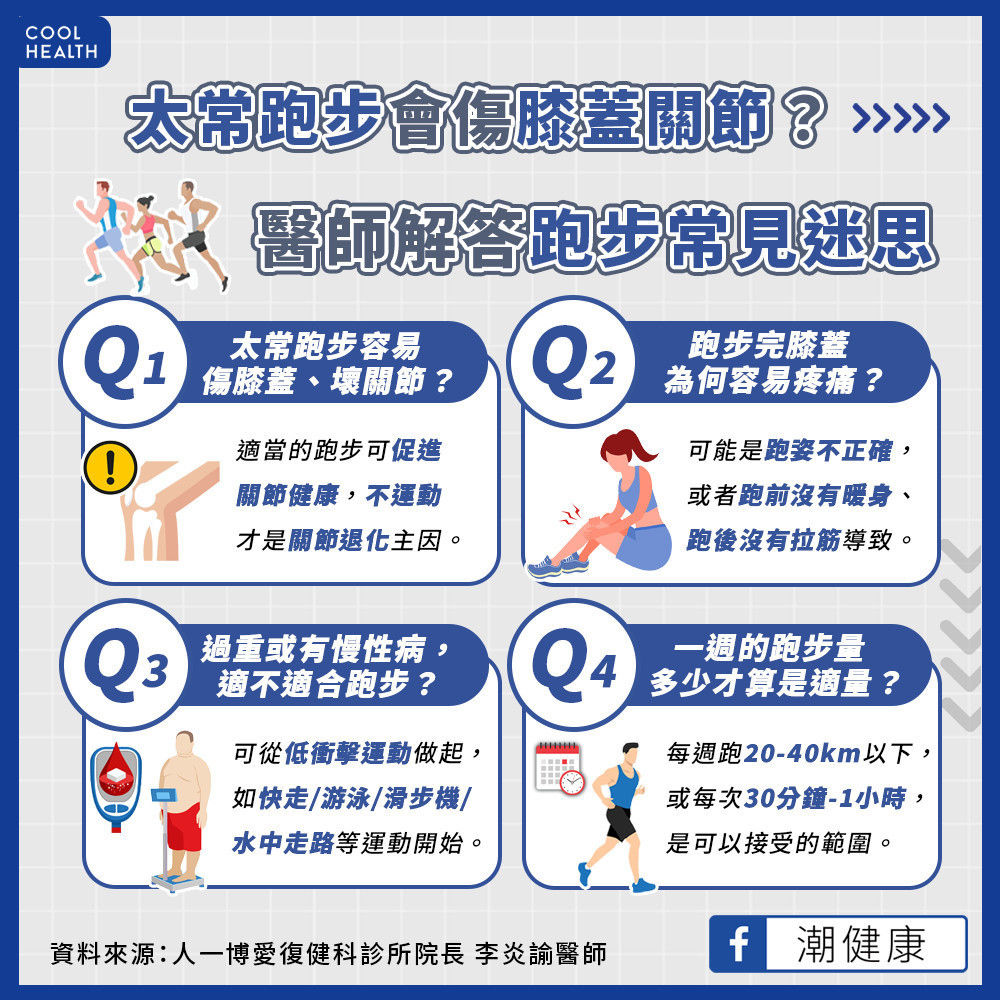 COOL
HEALTH
太常跑步會傷膝蓋關節？
醫師解答跑步常見迷思
Q1
太常跑步容易
傷膝蓋、壞關節？
適當的跑步可促進
關節健康，不運動
才是關節退化主因。
Q2
跑步完膝蓋
為何容易疼痛？
可能是跑姿不正確，
或者跑前沒有暖身、
跑後沒有拉筋導致。
Q3
過重或有慢性病，
適不適合跑步？
可從低衝擊運動做起，
如快走/游泳/滑步機/
水中走路等運動開始。
Q4
一週的跑步量
多少才算是適量？
每週跑20-40km以下，
或每次30分鐘-1小時，
是可以接受的範圍。
資料來源：人一博愛復健科診所院長 李炎諭醫師
f 潮健康